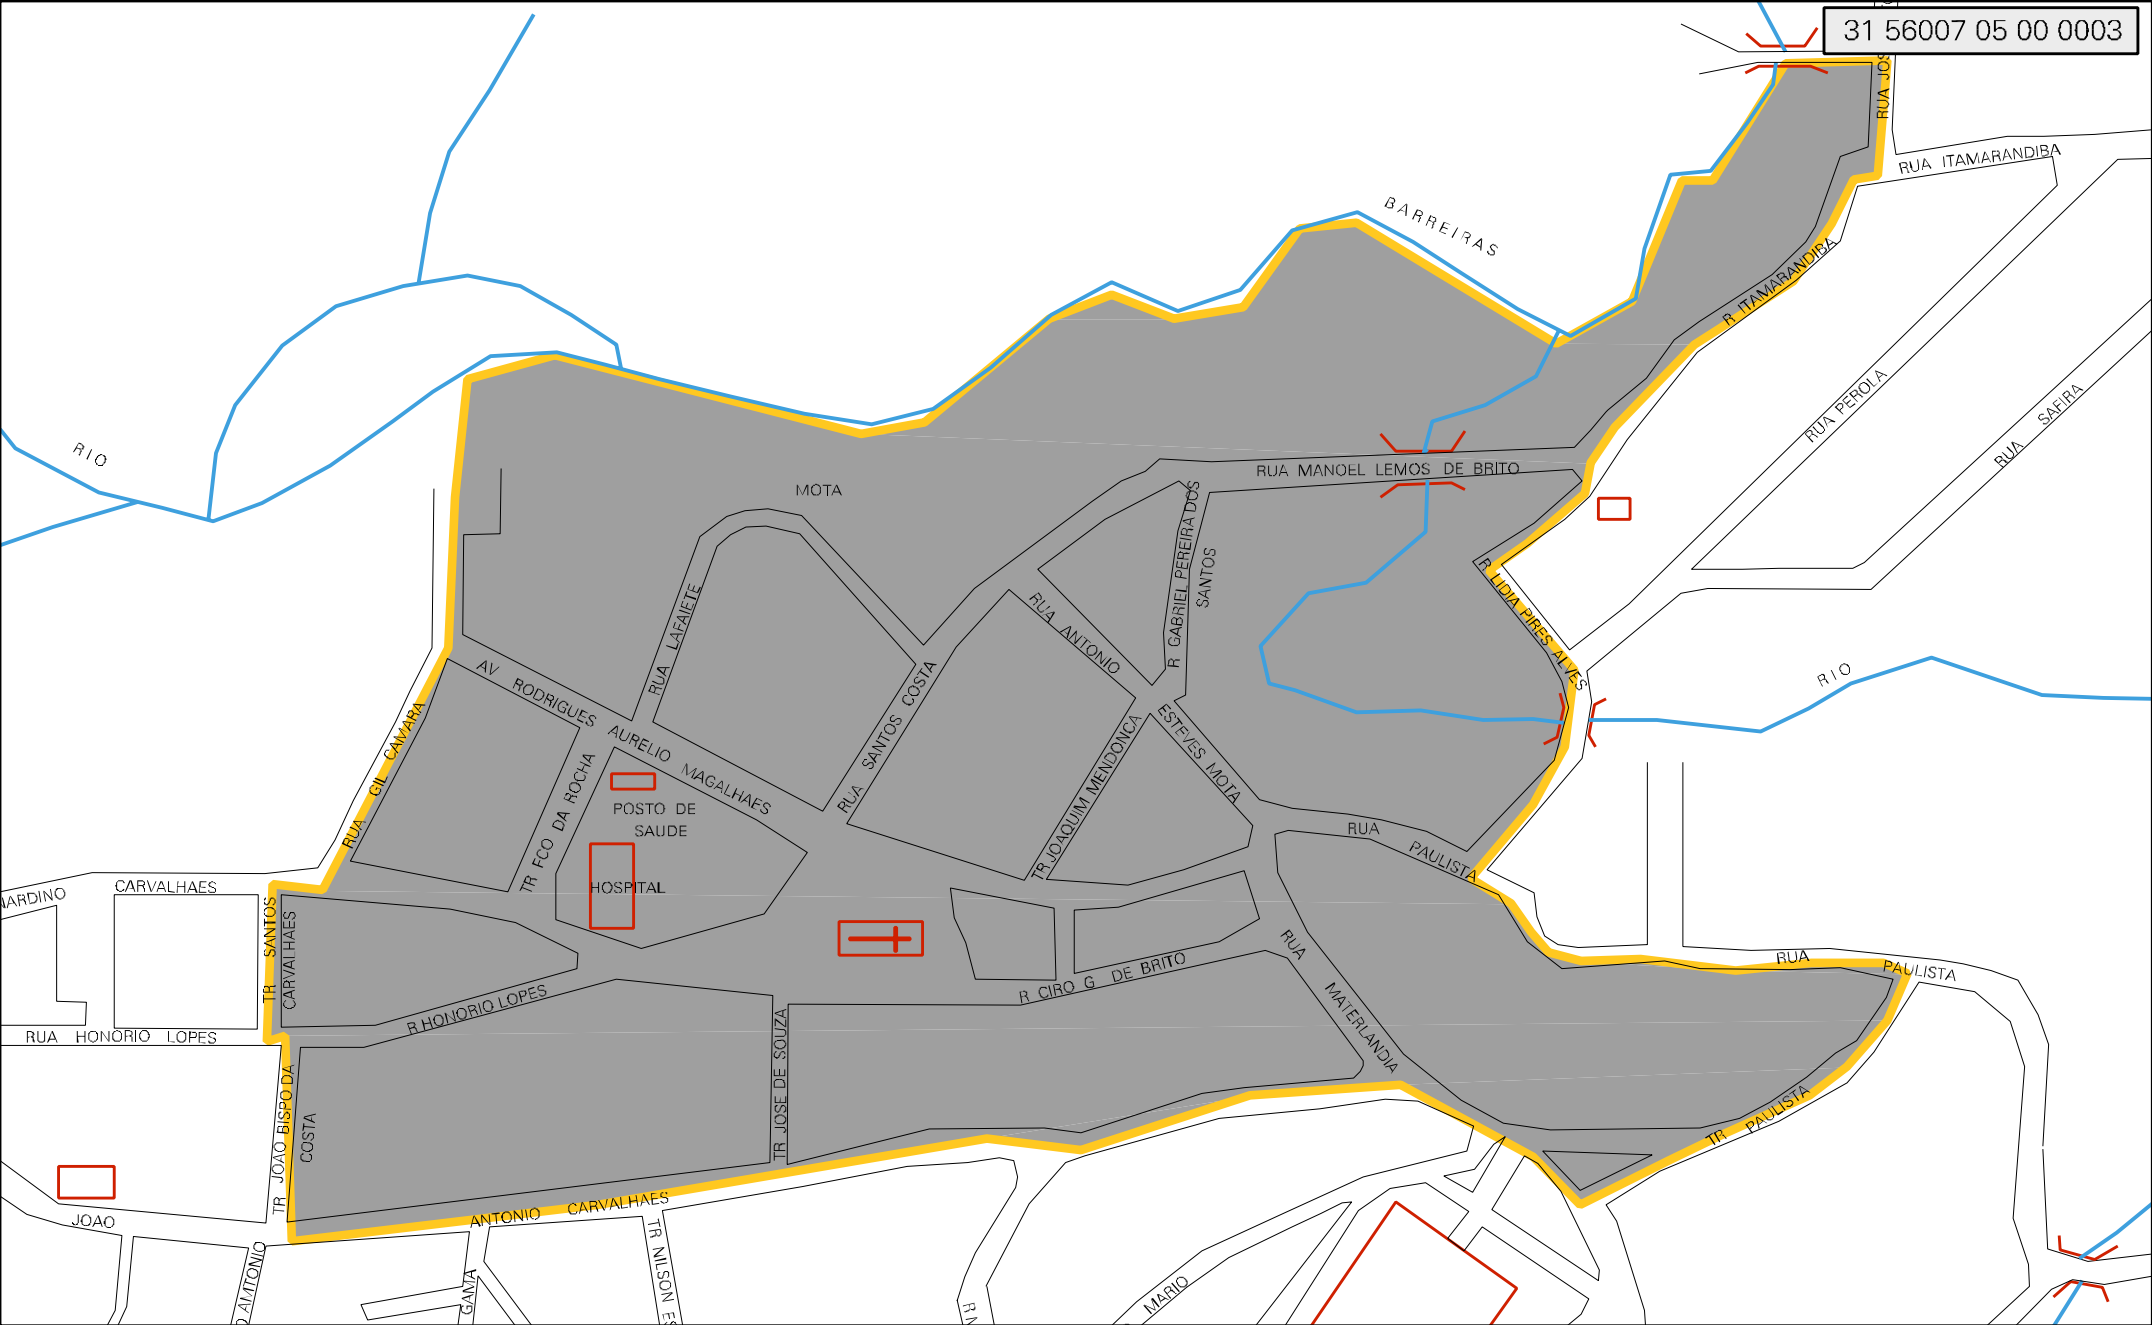 31 56007 05 00 0003
RUA JOS
RUA ITAMARANDIBA
BARREIRAS
R ITAMARANDIBA
RUA PEROLA
RUA SAFIRA
RIO
MOTA
RUA MANOEL LEMOS DE BRITO
R GABRIEL PEREIRA DOS
SANTOS
RUA LAFAIETE
RUA ANTONIO
ESTEVES MOTA
R LIDIA PIRES ALVES
RIO
AV RODRIGUES AURELIO MAGALHAES
RUA SANTOS COSTA
RUA GIL CAMARA
TR FCO DA ROCHA
TR JOAQUIM MENDONCA
POSTO DE
SAUDE
HOSPITAL
RUA PAULISTA
NARDINO
CARVALHAES
TR SANTOS
CARVALHAES
R HONORIO LOPES
R CIRO G DE BRITO
RUA MATERLANDIA
RUA PAULISTA
RUA HONORIO LOPES
TR JOSE DE SOUZA
TR JOAO BISPO DA
COSTA
TR PAULISTA
JOAO
ANTONIO CARVALHAES
TR NILSON ES
O AMTONIO
GAMA
R N
MARIO